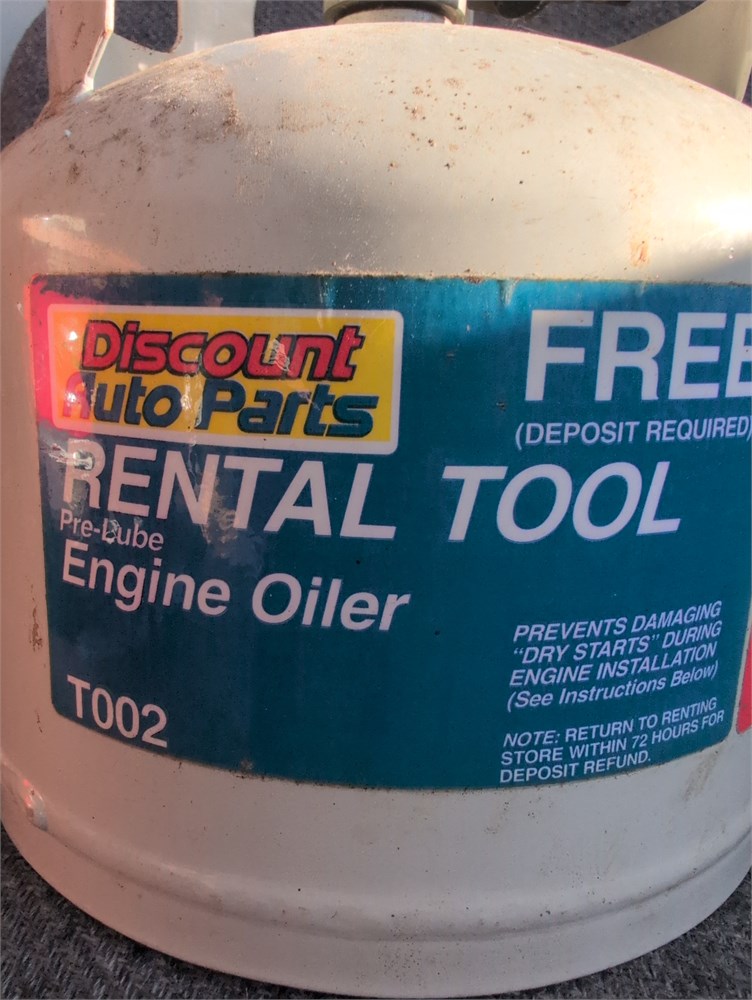 Discount
Auto Parts
FREE
(DEPOSIT REQUIRED)
RENTAL TOOL
Pre-Lube
Engine Oiler
T002
PREVENTS DAMAGING
"DRY STARTS" DURING
ENGINE INSTALLATION
(See Instructions Below)
NOTE: RETURN TO RENTING
STORE WITHIN 72 HOURS FOR
DEPOSIT REFUND.